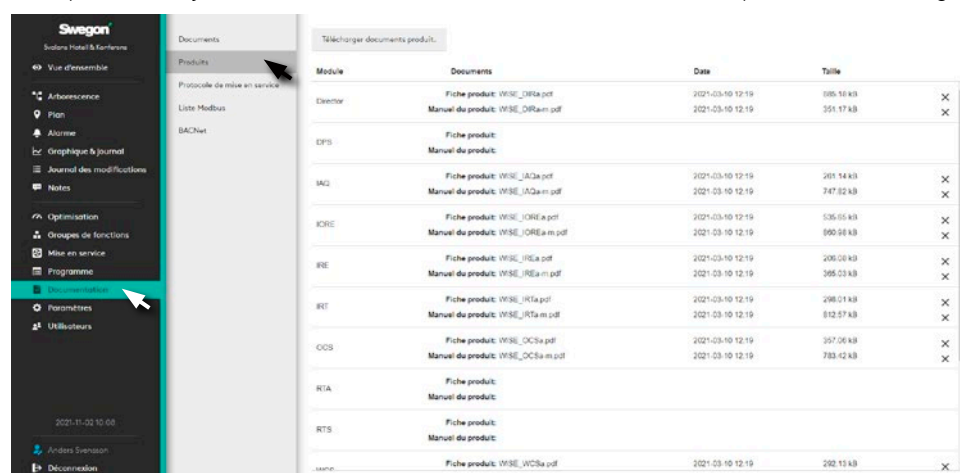 Swegon
Svalans Hotell & Konferens
Vue d'ensemble
Arborescence
Plan
Alarme
Graphique & journal
Journal des modifications
Notes
Optimisation
Groupes de fonctions
Mise en service
Programme
Documentation
Paramètres
Utilisateurs
2021-11-02 10:08
Anders Svensson
Déconnexion
Documents
Produits
Protocole de mise en service
Liste Modbus
BACNet
Télécharger documents produit..
Module Documents Date Taille
Director
Fiche produit: WISE_DIRa.pdf 2021-03-10 12:19 685.18 kB
Manuel du produit: WISE_DIRa-m.pdf 2021-03-10 12:19 351.17 kB
DPS
Fiche produit:
Manuel du produit:
IAQ
Fiche produit: WISE_IAQa.pdf 2021-03-10 12:19 261.14 kB
Manuel du produit: WISE_IAQa-m.pdf 2021-03-10 12:19 747.82 kB
IORE
Fiche produit: WISE_IOREa.pdf 2021-03-10 12:19 535.65 kB
Manuel du produit: WISE_IOREa-m.pdf 2021-03-10 12:19 860.98 kB
IRE
Fiche produit: WISE_IREa.pdf 2021-03-10 12:19 206.08 kB
Manuel du produit: WISE_IREa-m.pdf 2021-03-10 12:19 365.03 kB
IRT
Fiche produit: WISE_IRTa.pdf 2021-03-10 12:19 298.01 kB
Manuel du produit: WISE_IRTa-m.pdf 2021-03-10 12:19 812.57 kB
OCS
Fiche produit: WISE_OCSa.pdf 2021-03-10 12:19 357.06 kB
Manuel du produit: WISE_OCSa-m.pdf 2021-03-10 12:19 783.42 kB
RTA
Fiche produit:
Manuel du produit:
RTS
Fiche produit:
Manuel du produit:
Fiche produit: WISE_WCSa.pdf 2021-03-10 12:19 292.13 kB